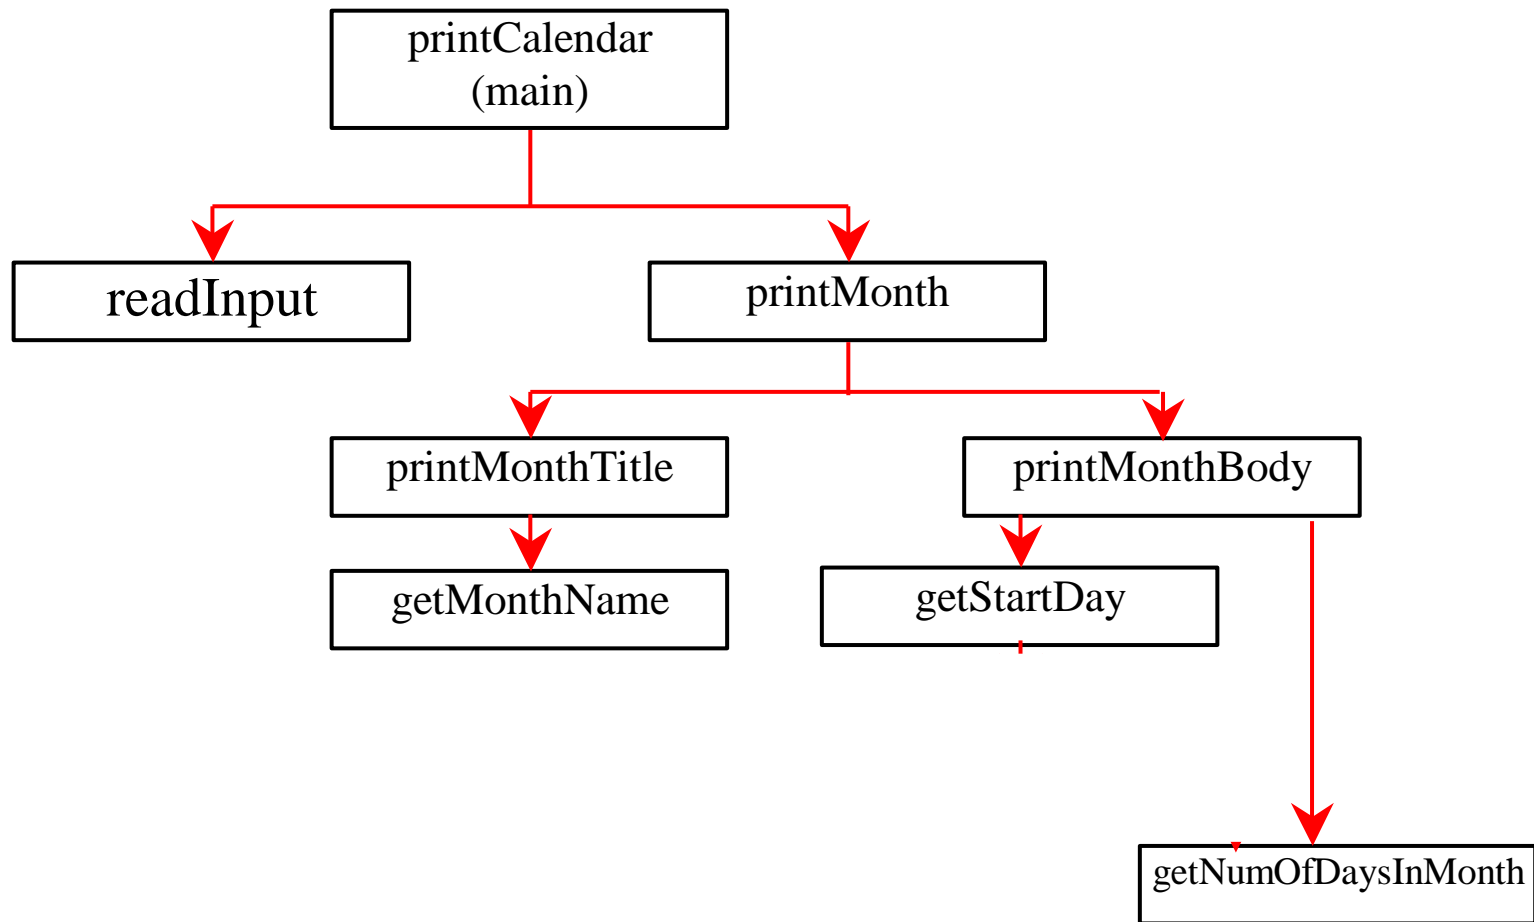 printCalendar
(main)
readInput
printMonth
printMonthTitle
printMonthBody
getMonthName
getStartDay
getNumOfDaysInMonth